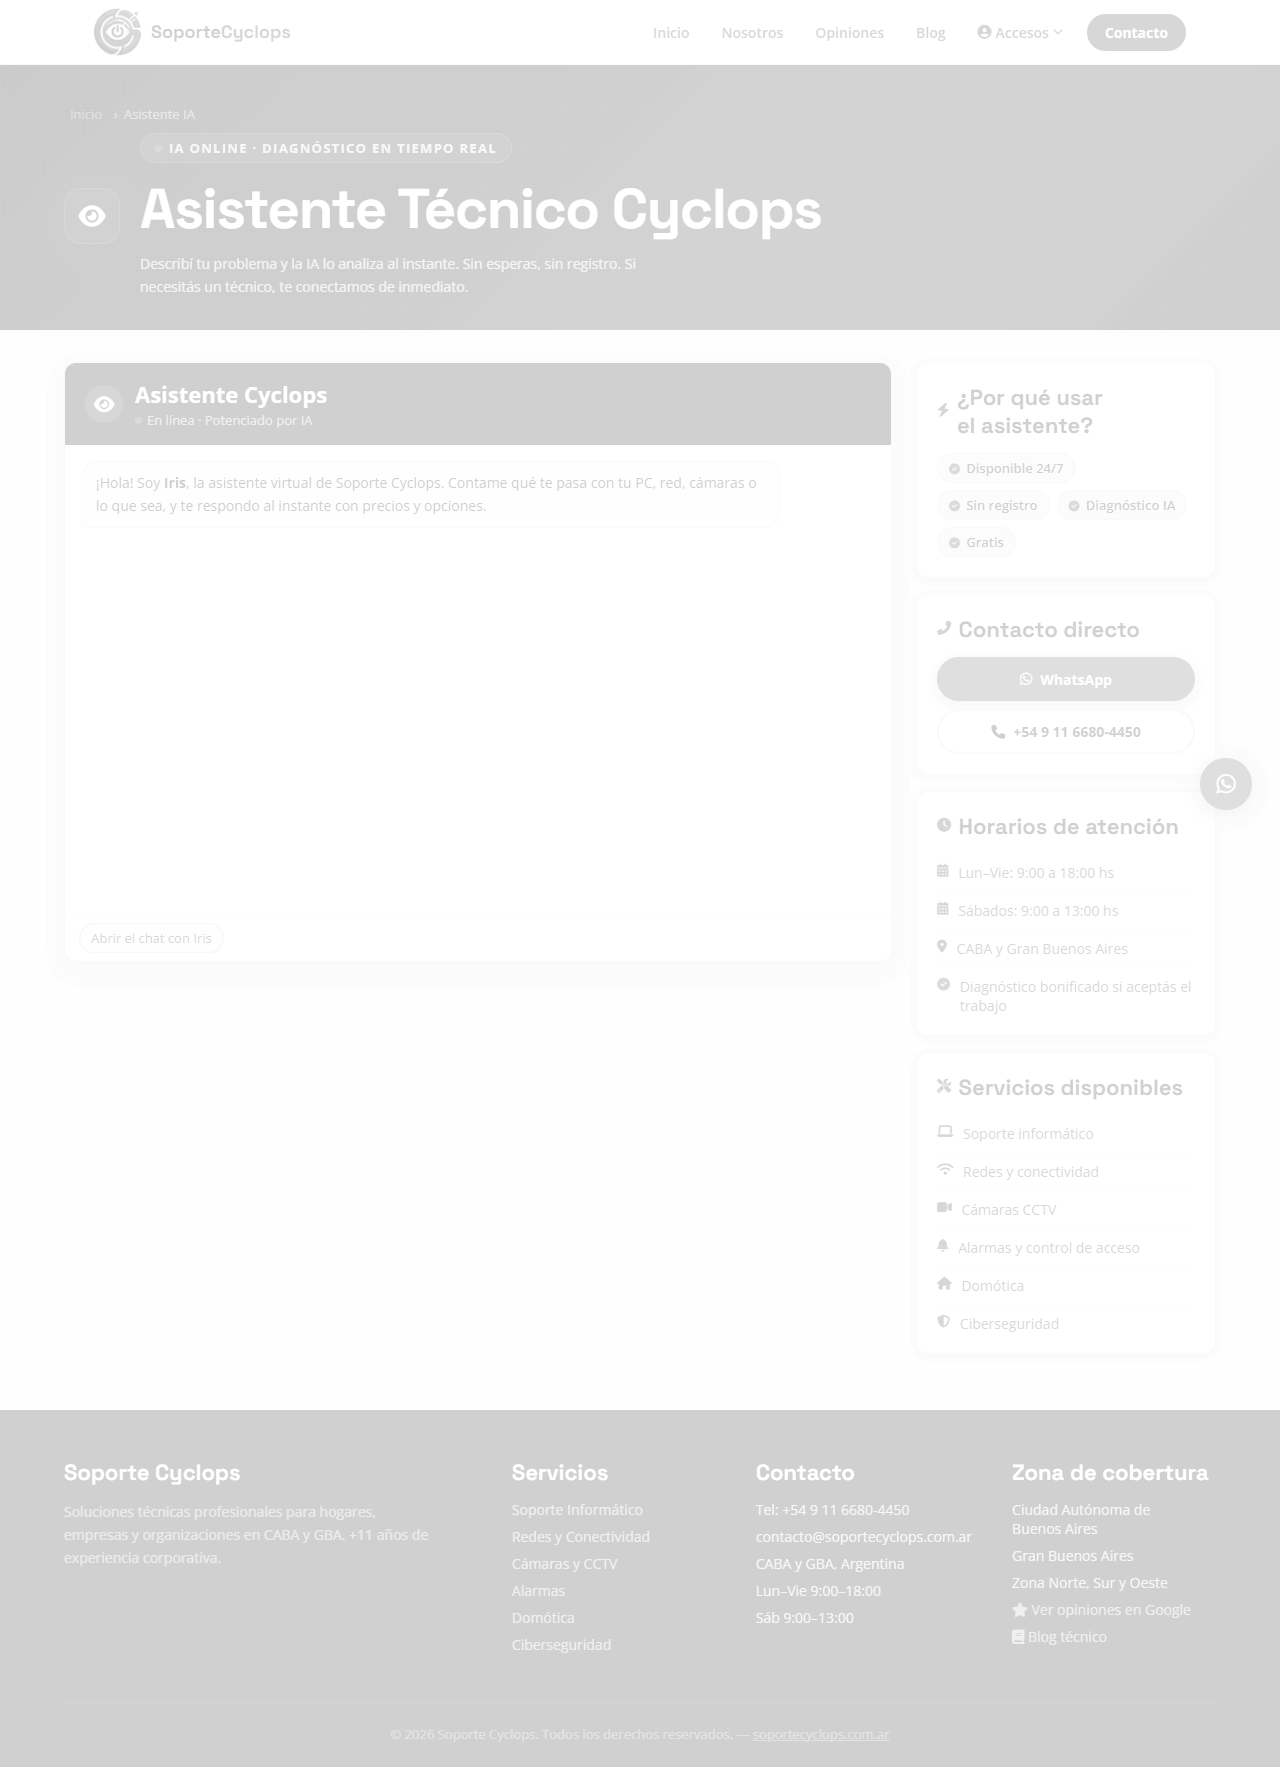 SoporteCyclops
Inicio
Nosotros
Opiniones
Blog
Accesos
Contacto
Inicio › Asistente IA
IA ONLINE · DIAGNÓSTICO EN TIEMPO REAL
Asistente Técnico Cyclops
Describí tu problema y la IA lo analiza al instante. Sin esperas, sin registro. Si
necesitás un técnico, te conectamos de inmediato.
Asistente Cyclops
En línea · Potenciado por IA
¡Hola! Soy Iris, la asistente virtual de Soporte Cyclops. Contame qué te pasa con tu PC, red, cámaras o
lo que sea, y te respondo al instante con precios y opciones.
Abrir el chat con Iris
¿Por qué usar
el asistente?
Disponible 24/7
Sin registro
Diagnóstico IA
Gratis
Contacto directo
WhatsApp
+54 9 11 6680-4450
Horarios de atención
Lun–Vie: 9:00 a 18:00 hs
Sábados: 9:00 a 13:00 hs
CABA y Gran Buenos Aires
Diagnóstico bonificado si aceptás el
trabajo
Servicios disponibles
Soporte informático
Redes y conectividad
Cámaras CCTV
Alarmas y control de acceso
Domótica
Ciberseguridad
Soporte Cyclops
Soluciones técnicas profesionales para hogares,
empresas y organizaciones en CABA y GBA. +11 años de
experiencia corporativa.
Servicios
Soporte Informático
Redes y Conectividad
Cámaras y CCTV
Alarmas
Domótica
Ciberseguridad
Contacto
Tel: +54 9 11 6680-4450
contacto@soportecyclops.com.ar
CABA y GBA, Argentina
Lun–Vie 9:00–18:00
Sáb 9:00–13:00
Zona de cobertura
Ciudad Autónoma de
Buenos Aires
Gran Buenos Aires
Zona Norte, Sur y Oeste
Ver opiniones en Google
Blog técnico
© 2026 Soporte Cyclops. Todos los derechos reservados. — soportecyclops.com.ar